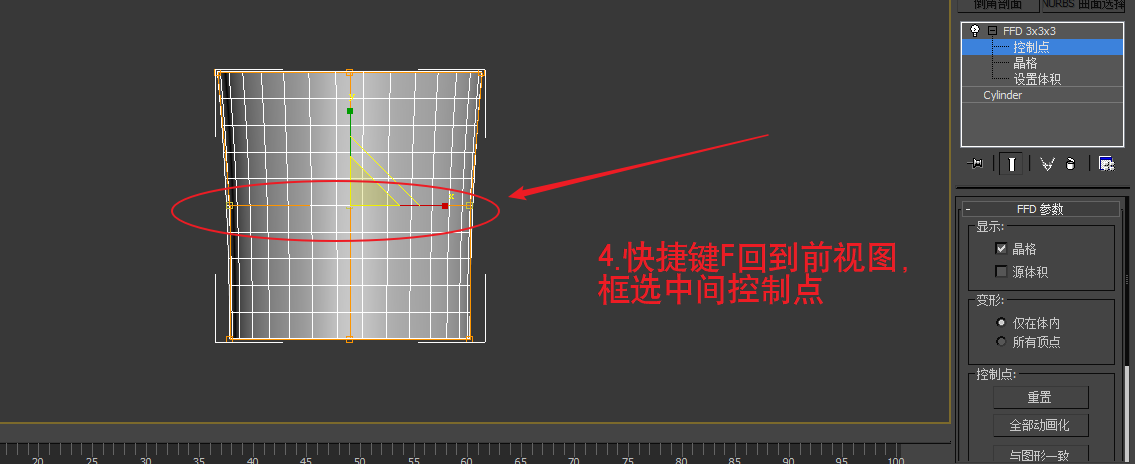 倒角剖面 NURBS 曲面选择
FFD 3x3x3
控制点
晶格
设置体积
Cylinder
FFD 参数
显示:
晶格
源体积
变形:
仅在体内
所有顶点
控制点:
重置
全部动画化
与图形一致
y
x
4.快捷键F回到前视图,
框选中间控制点
20 25 30 35 40 45 50 55 60 65 70 75 80 85 90 95 100